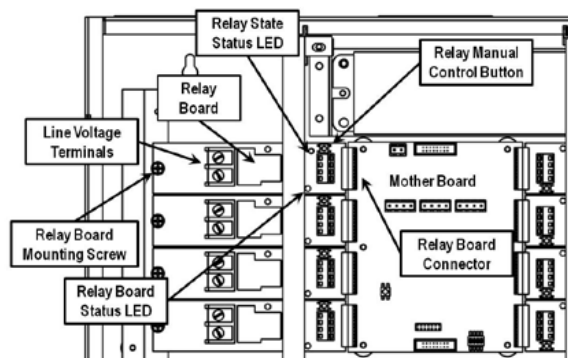 Relay State
Status LED
Relay Manual
Control Button
Relay
Board
Line Voltage
Terminals
Mother Board
Relay Board
Mounting Screw
Relay Board
Connector
Relay Board
Status LED